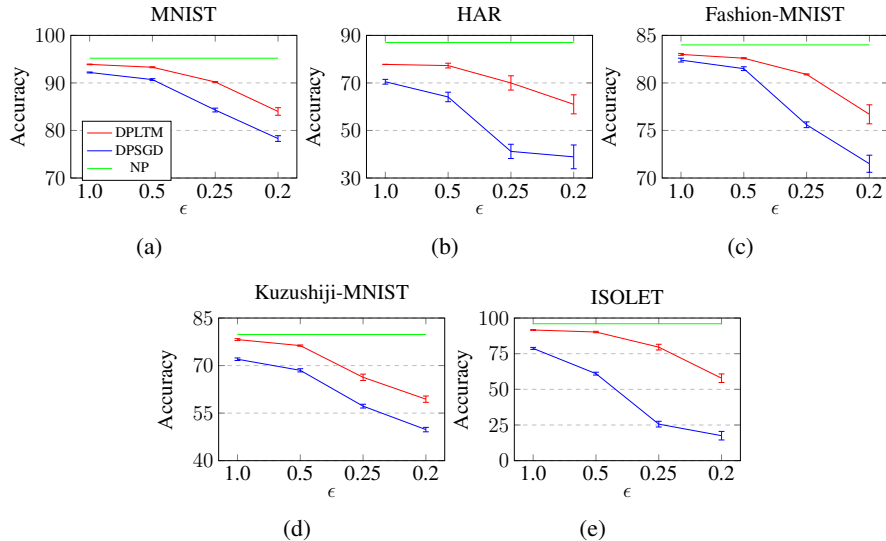 MNIST
100
90
80
70
Accuracy
DPLTM
DPSGD
NP
1.0 0.5 0.25 0.2
ϵ
(a)
HAR
90
70
50
30
Accuracy
1.0 0.5 0.25 0.2
ϵ
(b)
Fashion-MNIST
85
80
75
70
Accuracy
1.0 0.5 0.25 0.2
ϵ
(c)
Kuzushiji-MNIST
85
70
55
40
Accuracy
1.0 0.5 0.25 0.2
ϵ
(d)
ISOLET
100
75
50
25
0
Accuracy
1.0 0.5 0.25 0.2
ϵ
(e)